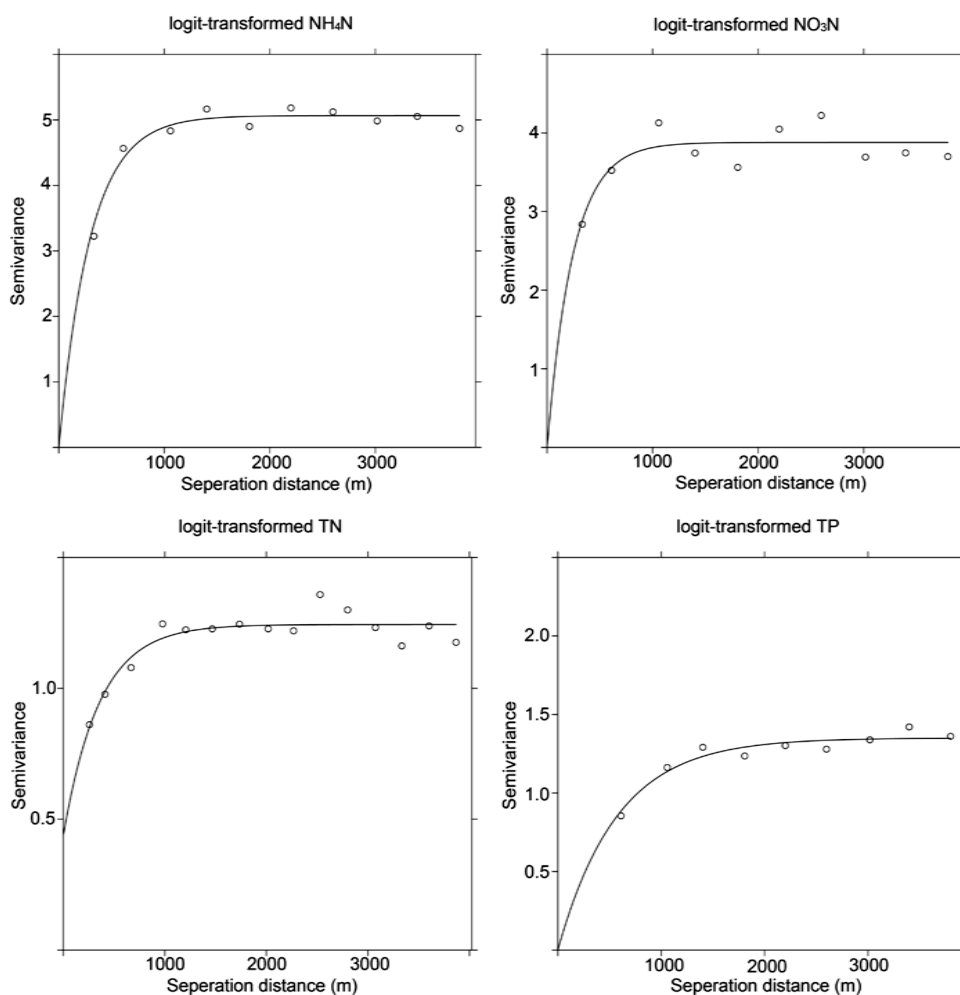 logit-transformed NH₄N
logit-transformed NO₃N
Semivariance
5
4
3
2
1
1000 2000 3000
Seperation distance (m)
Semivariance
4
3
2
1
1000 2000 3000
Seperation distance (m)
logit-transformed TN
logit-transformed TP
Semivariance
1.0
0.5
1000 2000 3000
Seperation distance (m)
Semivariance
2.0
1.5
1.0
0.5
1000 2000 3000
Seperation distance (m)